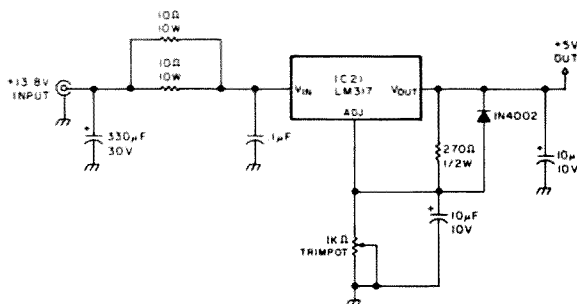 10Ω
10W
10Ω
10W
+13.8V
INPUT
+
330µF
30V
.1µF
VIN
IC21
LM317
VOUT
ADJ
270Ω
1/2W
1N4002
+5V
OUT
+
10µ
10V
+
10µF
10V
1KΩ
TRIMPOT